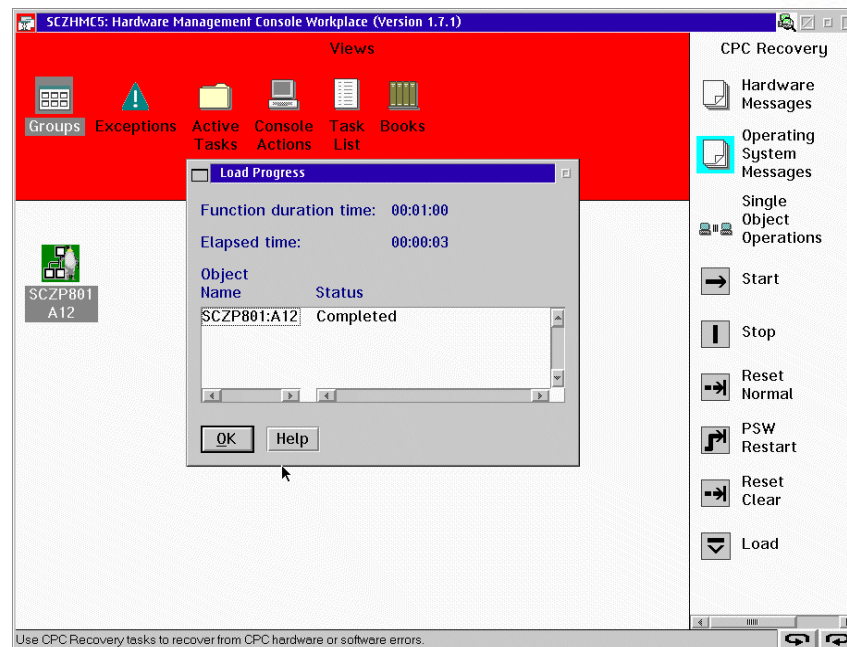 SCZHMC5: Hardware Management Console Workplace (Version 1.7.1)
Views
Groups
Exceptions
Active
Tasks
Console
Actions
Task
List
Books
Load Progress
Function duration time: 00:01:00
Elapsed time: 00:00:03
Object
Name Status
SCZP801:A12 Completed
OK
Help
SCZP801
A12
CPC Recovery
Hardware
Messages
Operating
System
Messages
Single
Object
Operations
Start
Stop
Reset
Normal
PSW
Restart
Reset
Clear
Load
Use CPC Recovery tasks to recover from CPC hardware or software errors.